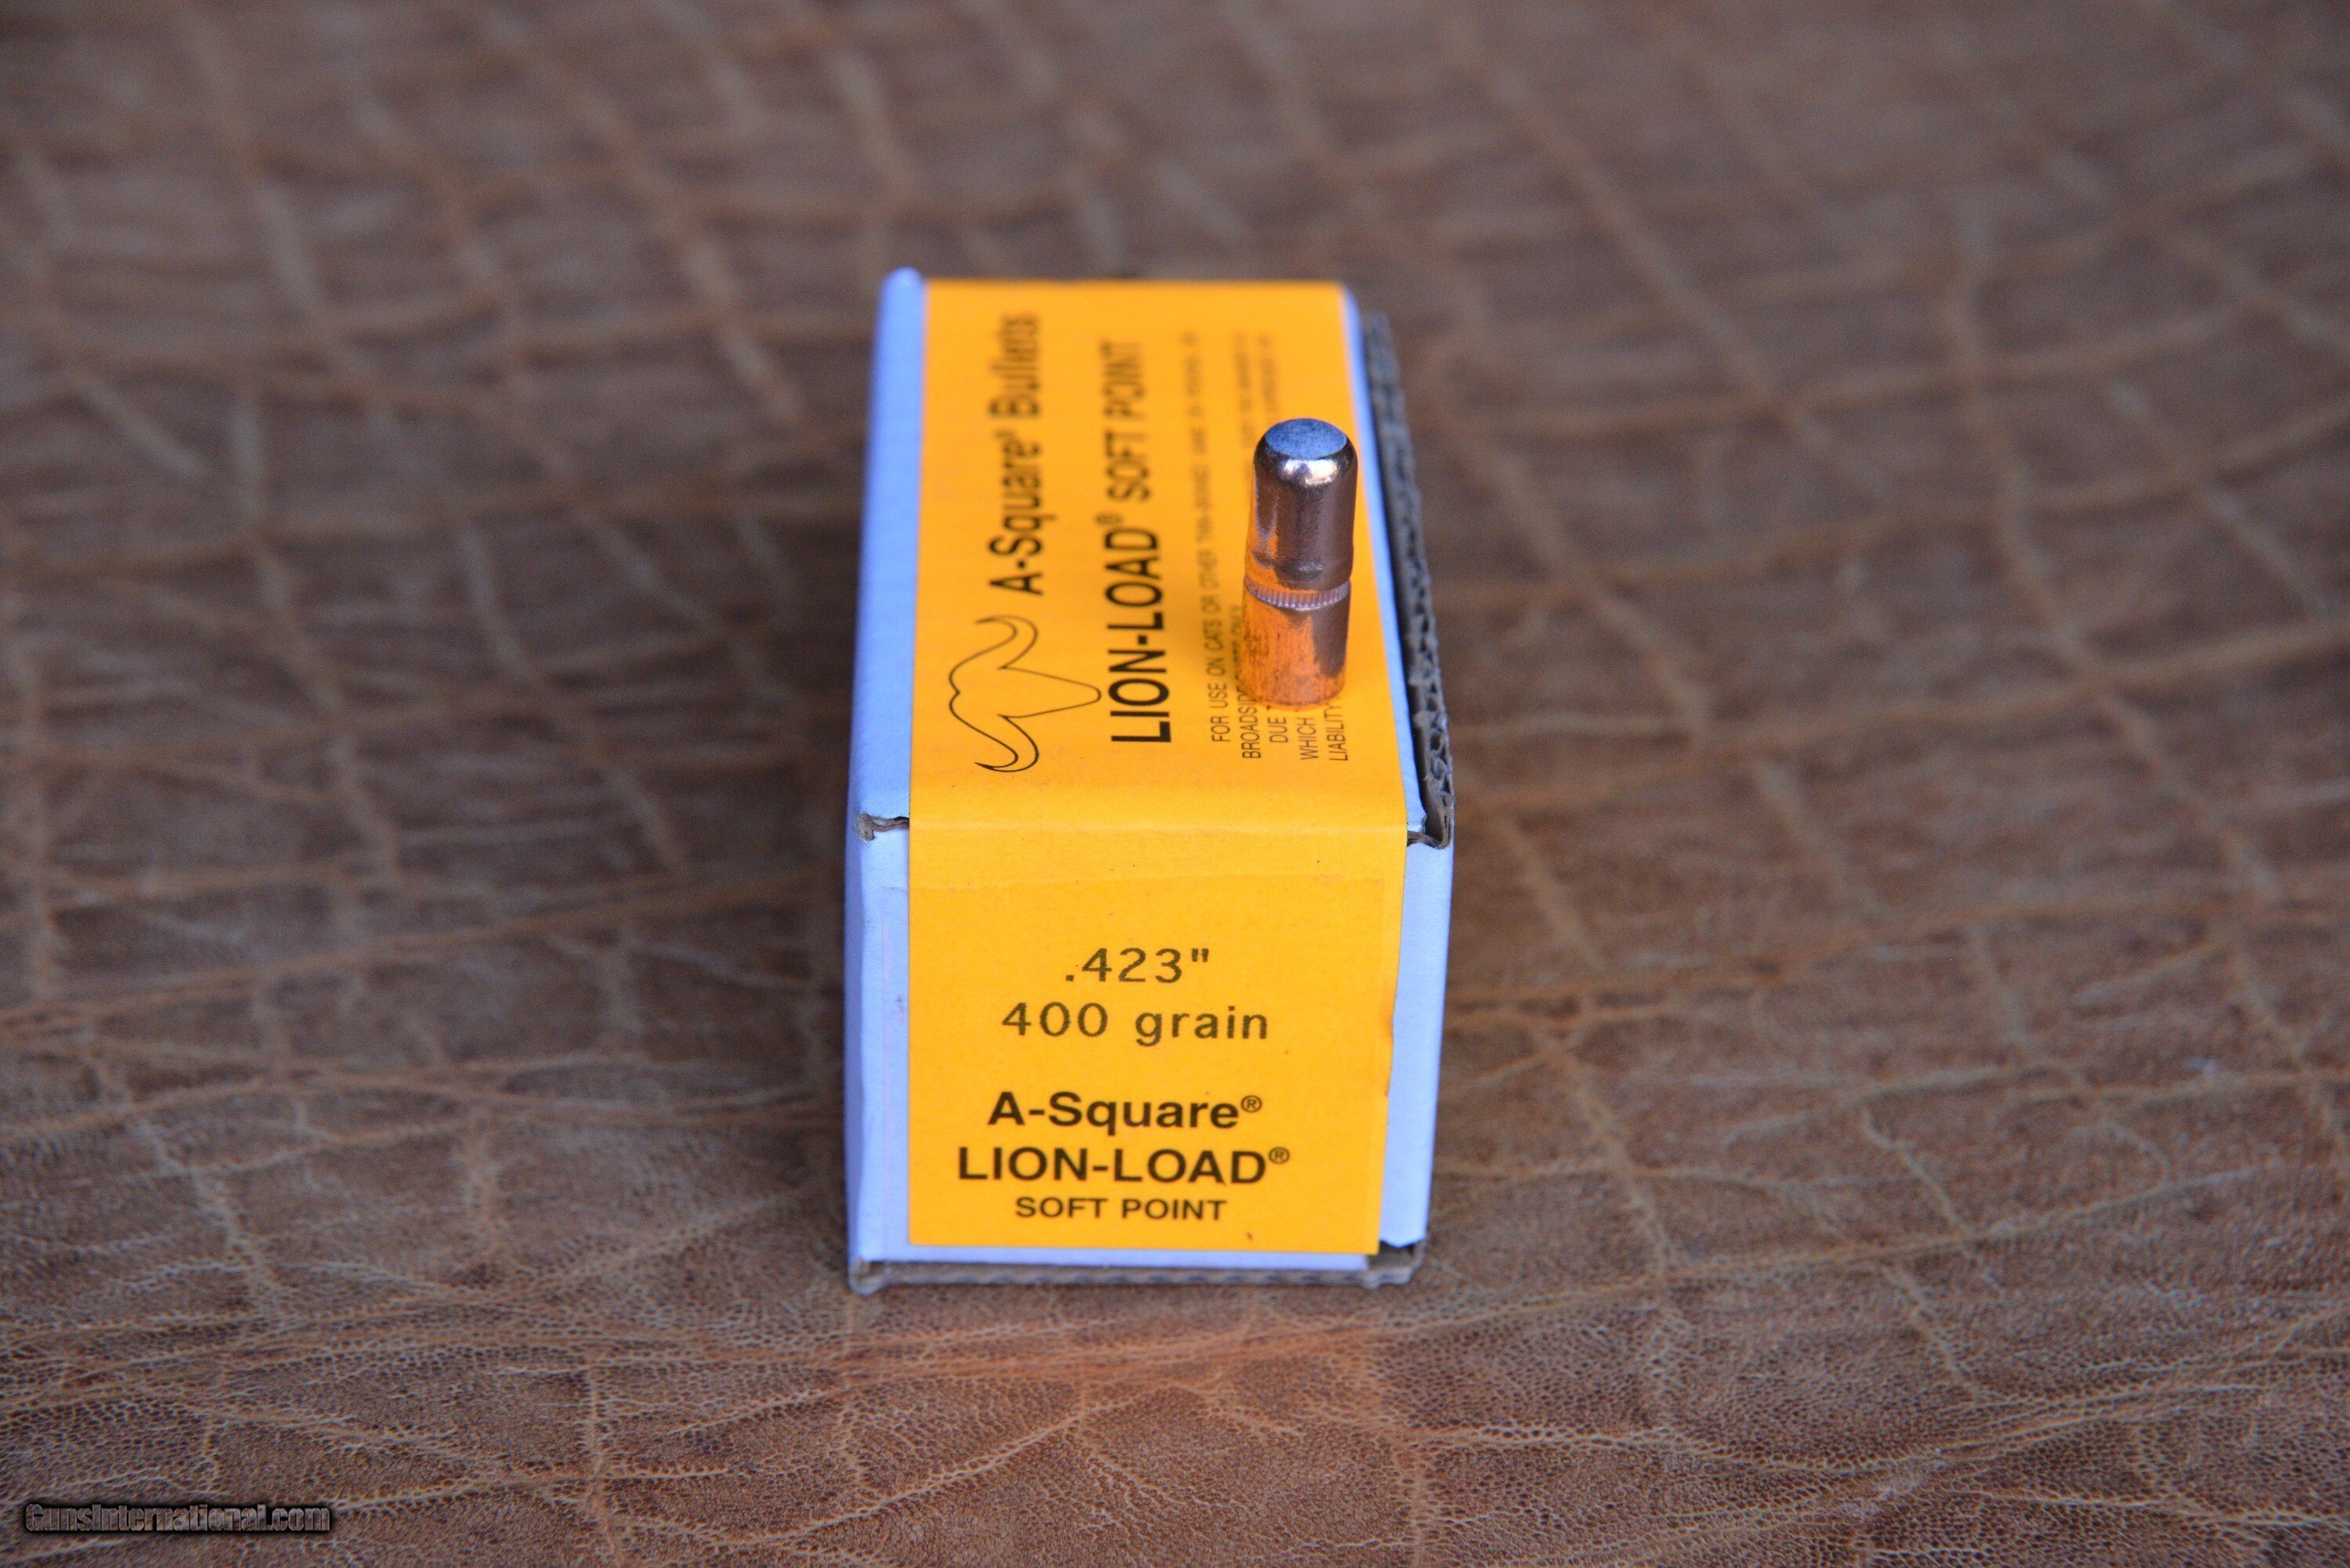 A-Square® Bullets
LION-LOAD® SOFT POINT
FOR USE ON CATS OR OTHER THIN-SKINNED GAME
BROADSIDE
DUE
WHICH
LIABILITY
.423"
400 grain
A-Square®
LION-LOAD®
SOFT POINT
GunsInternational.com